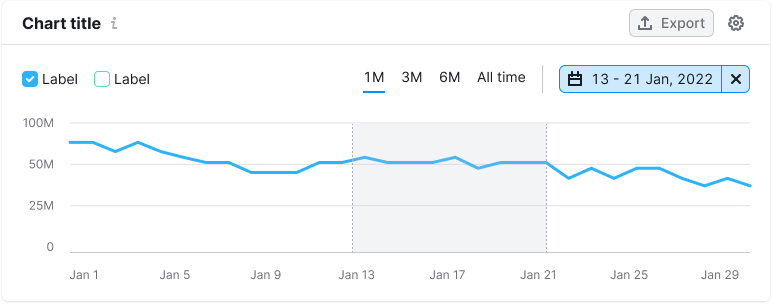 Chart title i Export
Label Label 1M 3M 6M All time 13 - 21 Jan, 2022
100M
50M
25M
0
Jan 1 Jan 5 Jan 9 Jan 13 Jan 17 Jan 21 Jan 25 Jan 29